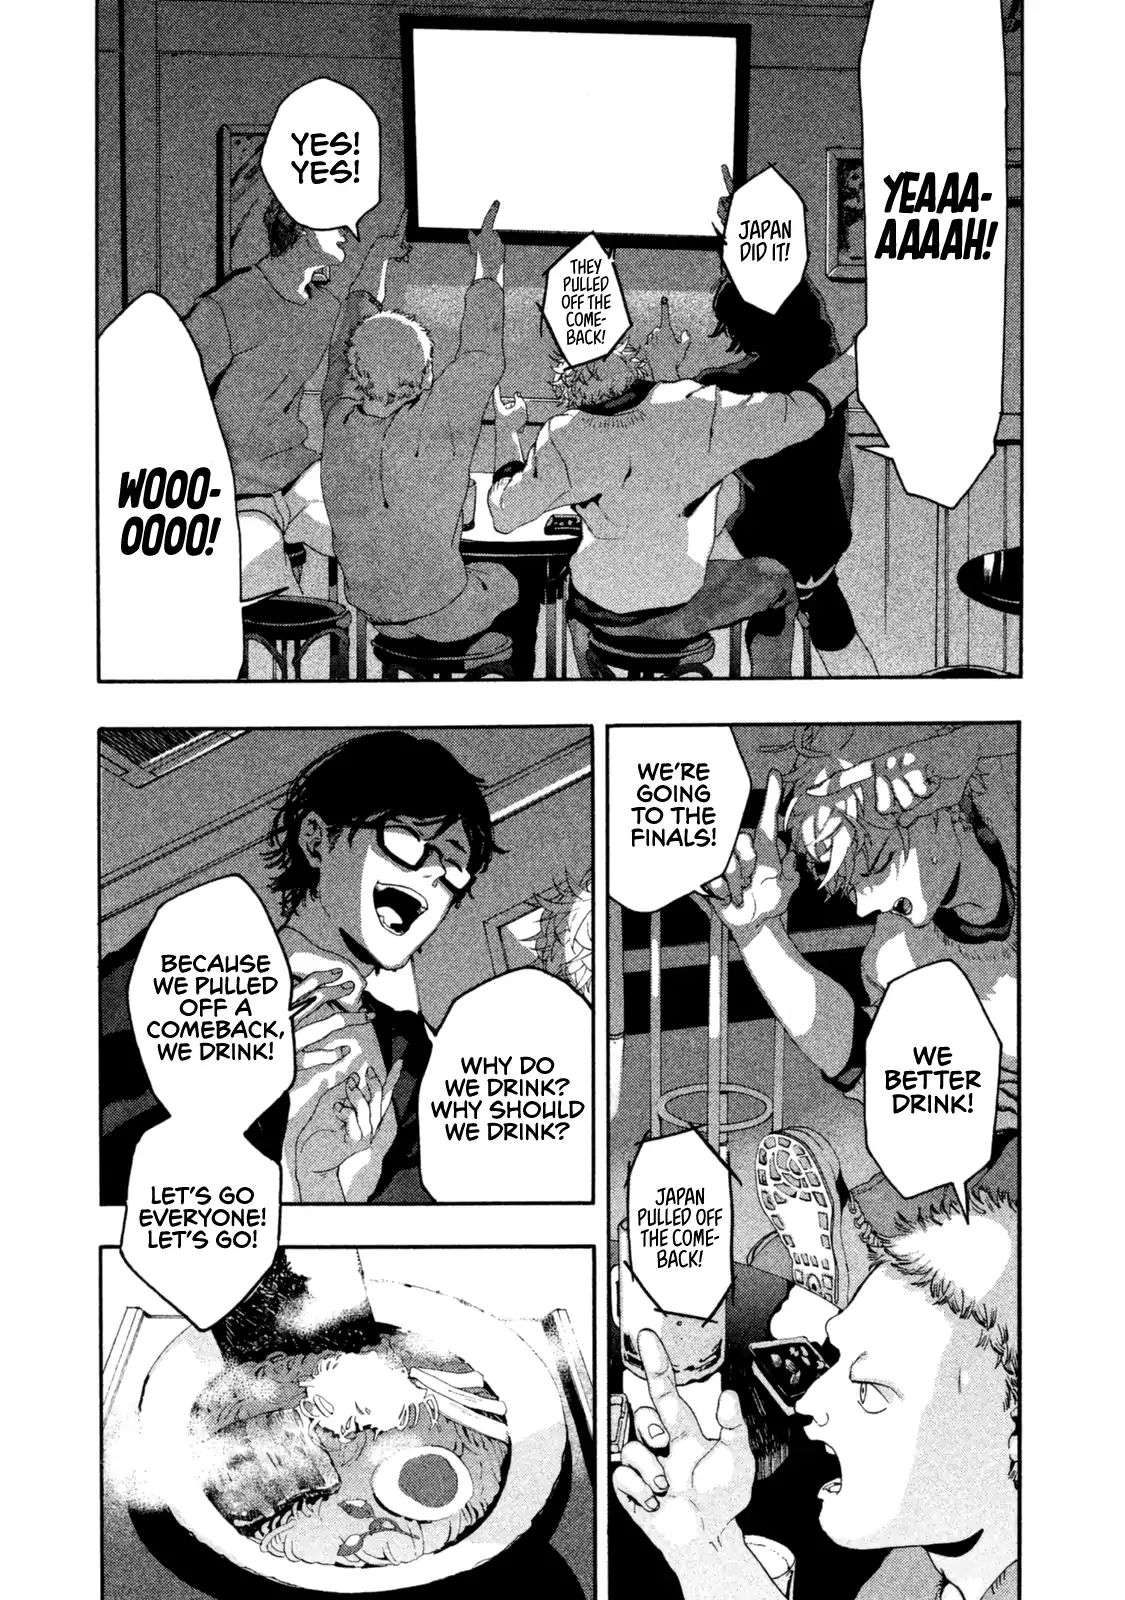 YEAAA-
AAAAH!
JAPAN
DID IT!
THEY
PULLED
OFF THE
COME-
BACK!
YES!
YES!
WOOO-
OOOO!
WE'RE
GOING
TO THE
FINALS!
WE
BETTER
DRINK!
JAPAN
PULLED OFF
THE COME-
BACK!
WHY DO
WE DRINK?
WHY SHOULD
WE DRINK?
BECAUSE
WE PULLED
OFF A
COMEBACK,
WE DRINK!
LET'S GO
EVERYONE!
LET'S GO!